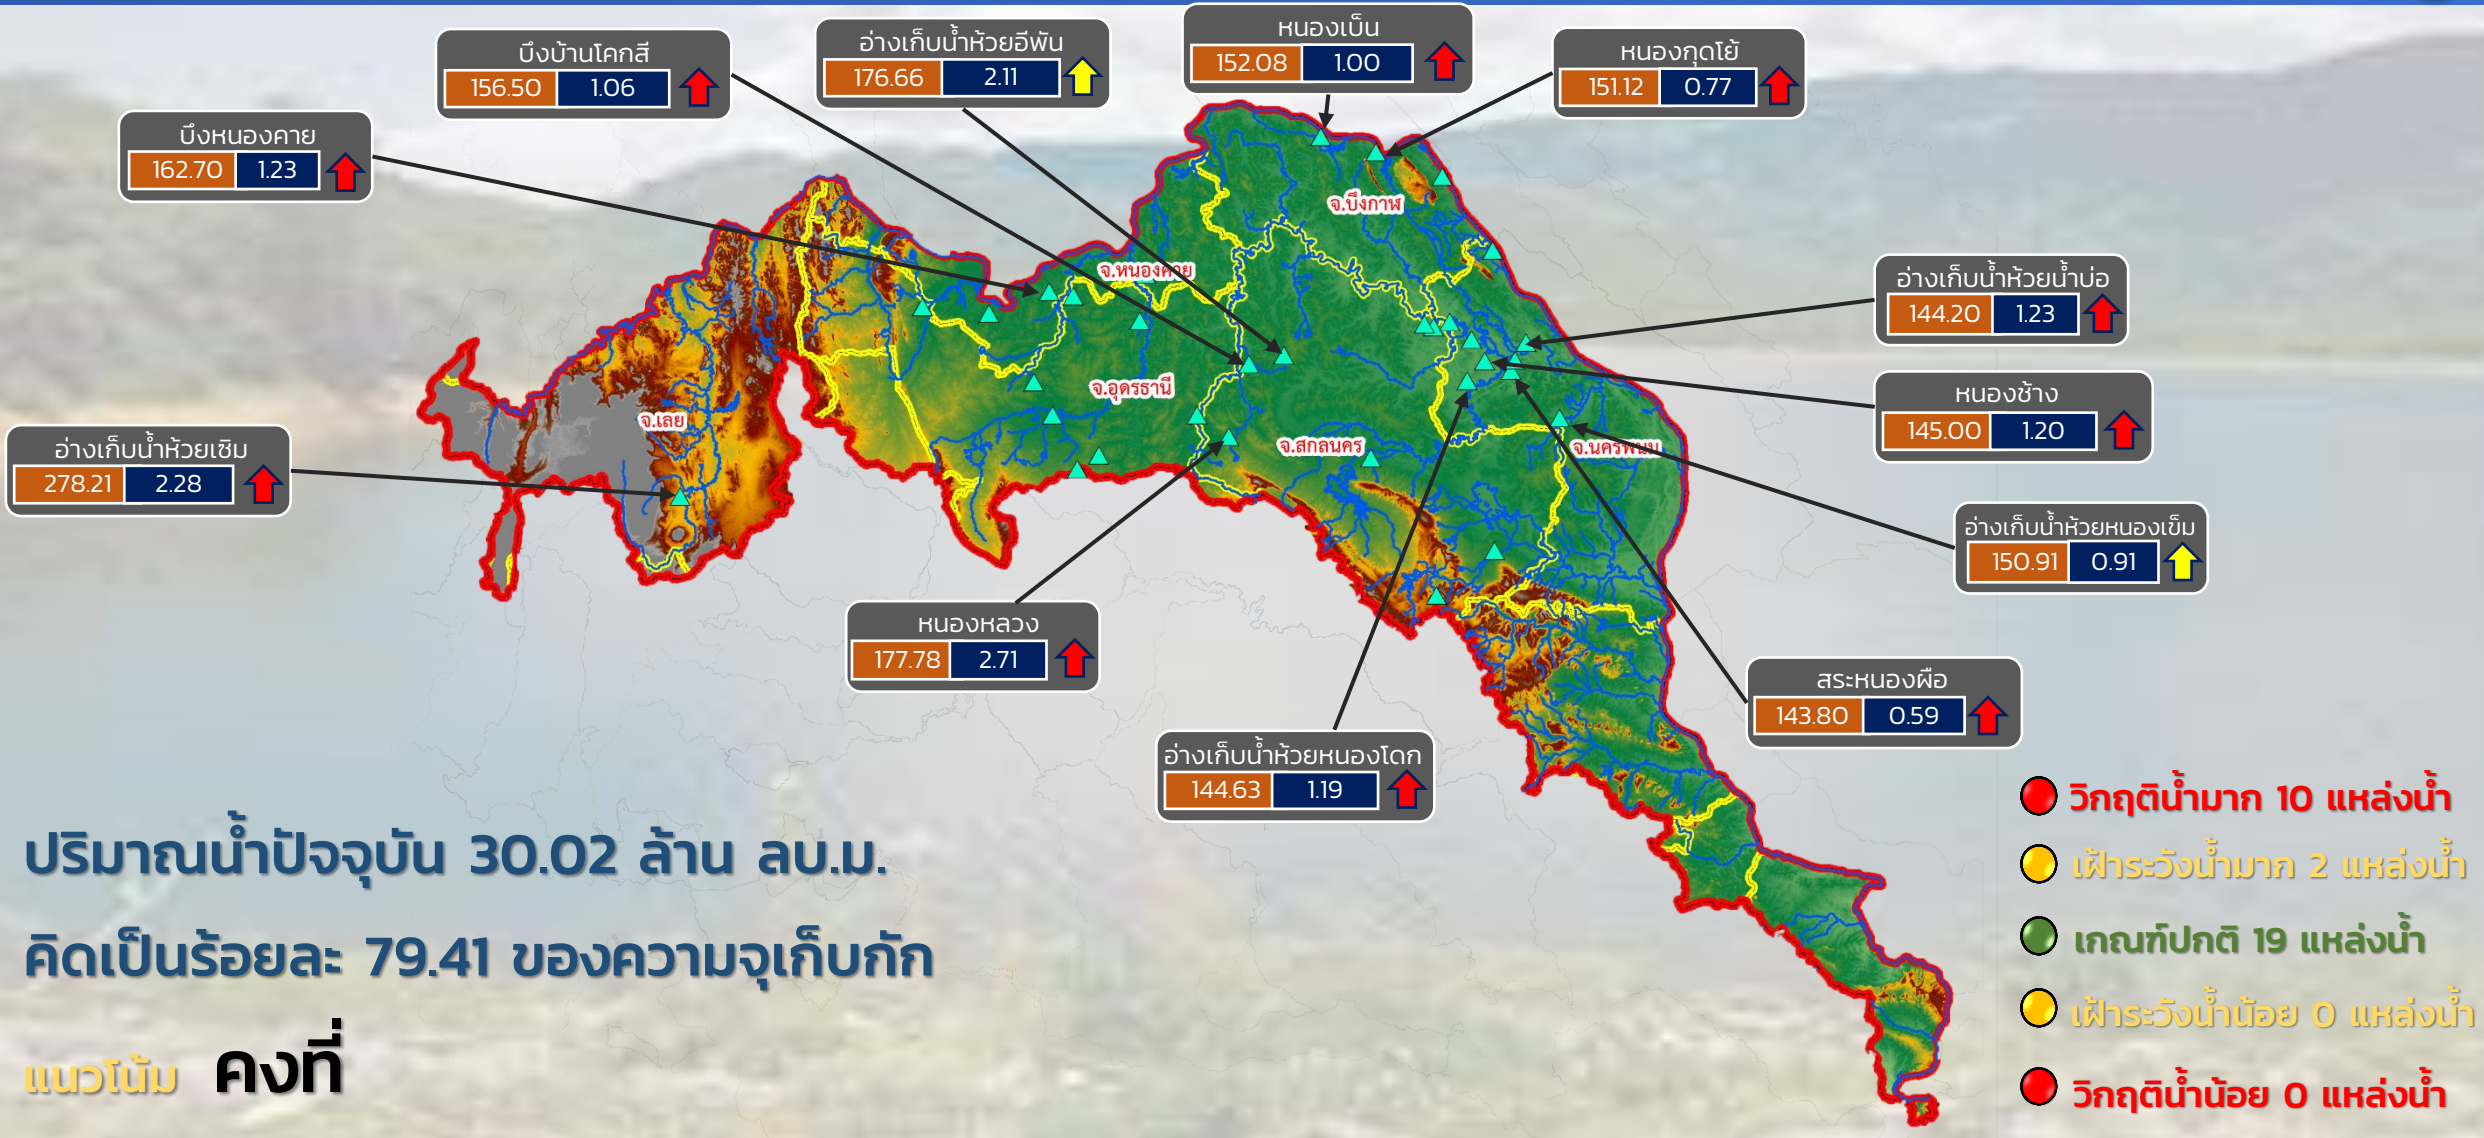 หนองเบ็น
152.08 1.00
บึงบ้านโคกสี
156.50 1.06
อ่างเก็บน้ำห้วยอีพัน
176.66 2.11
หนองกุดโย้
151.12 0.77
บึงหนองคาย
162.70 1.23
จ.บึงกาฬ
จ.หนองคาย
อ่างเก็บน้ำห้วยน้ำบ่อ
144.20 1.23
จ.อุดรธานี
หนองช้าง
145.00 1.20
จ.เลย
อ่างเก็บน้ำห้วยเซิม
278.21 2.28
จ.สกลนคร
จ.นครพนม
อ่างเก็บน้ำห้วยหนองเข็ม
150.91 0.91
หนองหลวง
177.78 2.71
สระหนองผือ
143.80 0.59
อ่างเก็บน้ำห้วยหนองโดก
144.63 1.19
ปริมาณน้ำปัจจุบัน 30.02 ล้าน ลบ.ม.
คิดเป็นร้อยละ 79.41 ของความจุเก็บกัก
แนวโน้ม คงที่
วิกฤติน้ำมาก 10 แหล่งน้ำ
เฝ้าระวังน้ำมาก 2 แหล่งน้ำ
เกณฑ์ปกติ 19 แหล่งน้ำ
เฝ้าระวังน้ำน้อย 0 แหล่งน้ำ
วิกฤติน้ำน้อย 0 แหล่งน้ำ